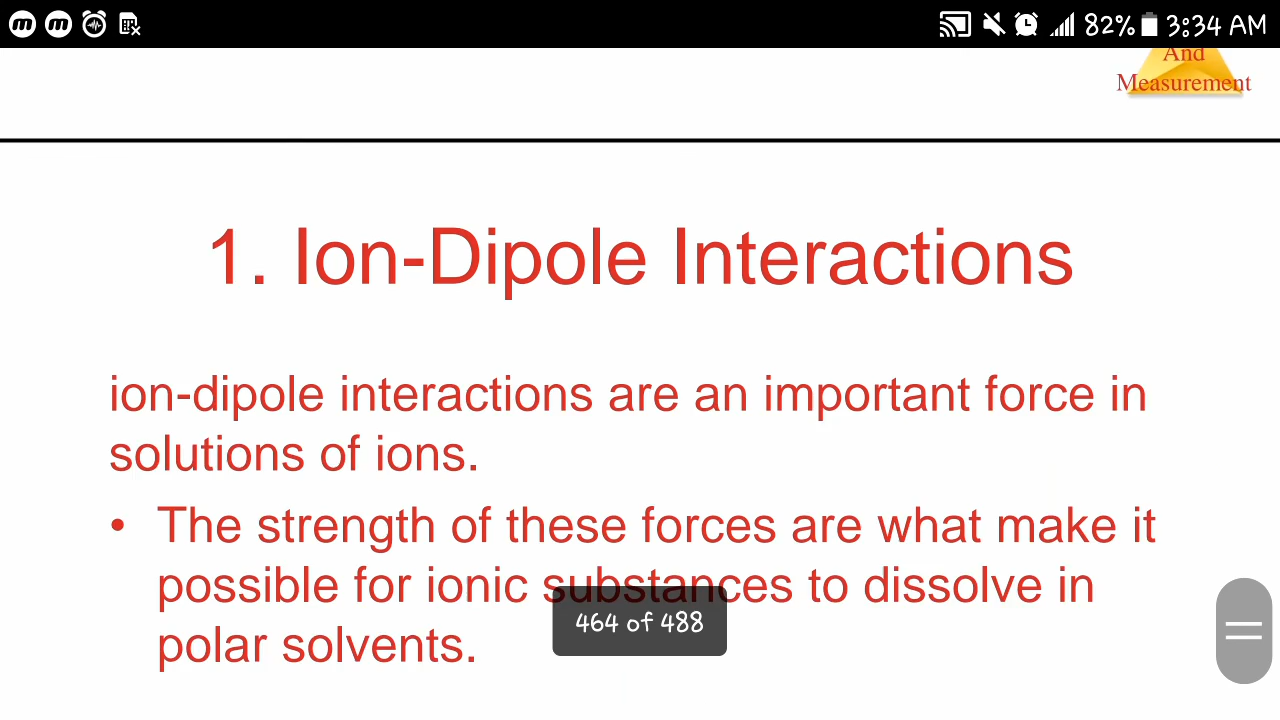 82% 3:34 AM
And
Measurement
1. Ion-Dipole Interactions
ion-dipole interactions are an important force in
solutions of ions.
• The strength of these forces are what make it
possible for ionic substances to dissolve in
464 of 488
polar solvents.